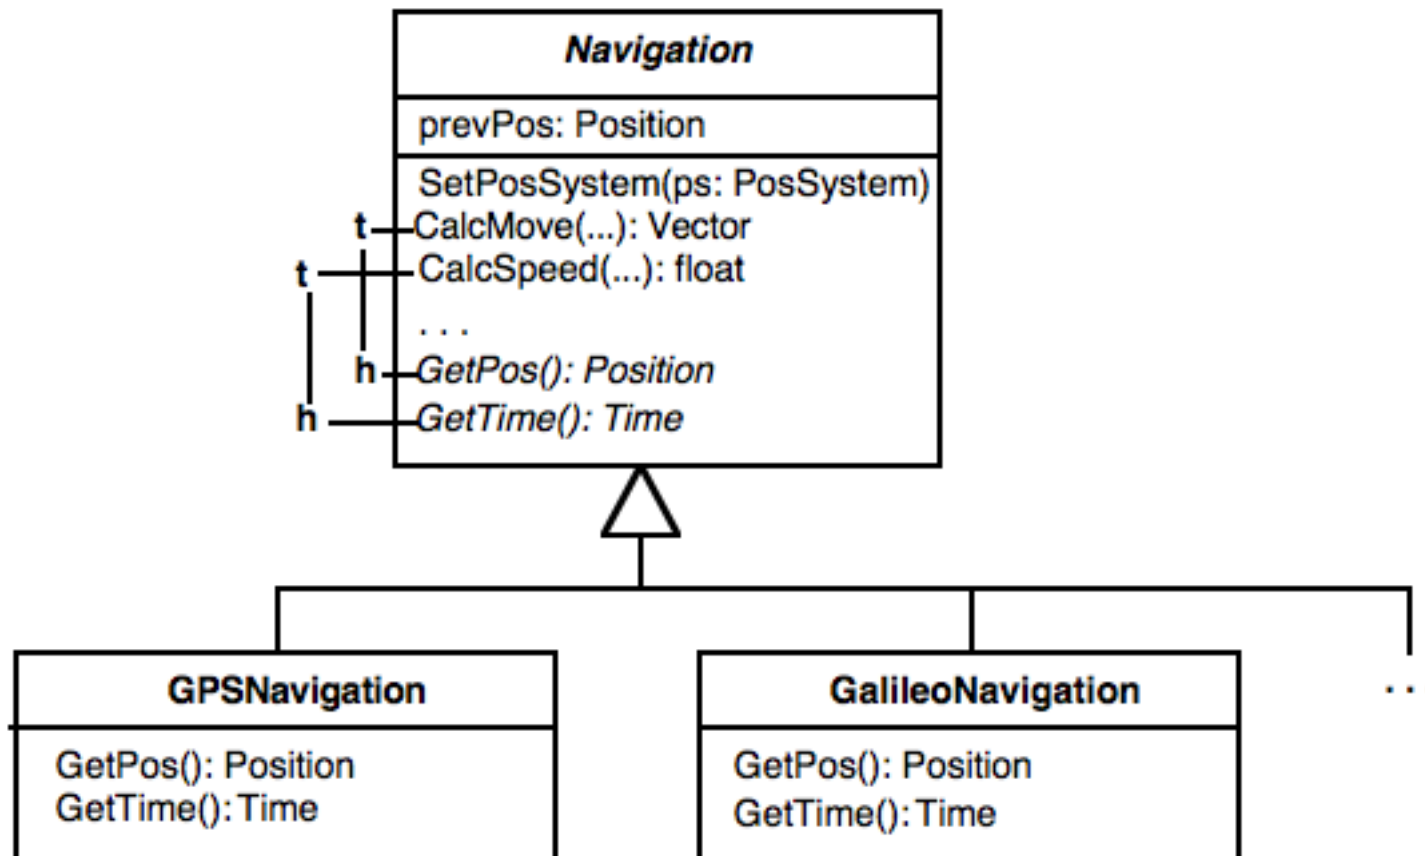 Navigation
prevPos: Position
SetPosSystem(ps: PosSystem)
t CalcMove(...): Vector
t CalcSpeed(...): float
. . .
h GetPos(): Position
h GetTime(): Time
GPSNavigation
GetPos(): Position
GetTime(): Time
GalileoNavigation
GetPos(): Position
GetTime(): Time
. .